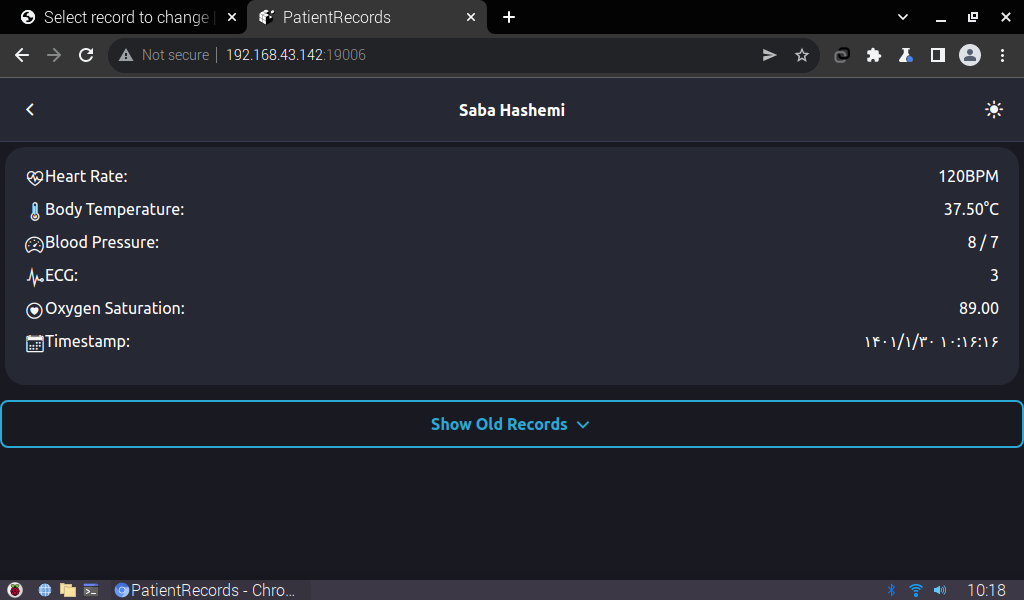 Select record to change
PatientRecords
Not secure
192.168.43.142:19006
Saba Hashemi
Heart Rate: 120BPM
Body Temperature: 37.50°C
Blood Pressure: 8 / 7
ECG: 3
Oxygen Saturation: 89.00
Timestamp: ۱۴۰۱/۱/۳۰ ۱۰:۱۶:۱۶
Show Old Records
PatientRecords - Chro...
10:18